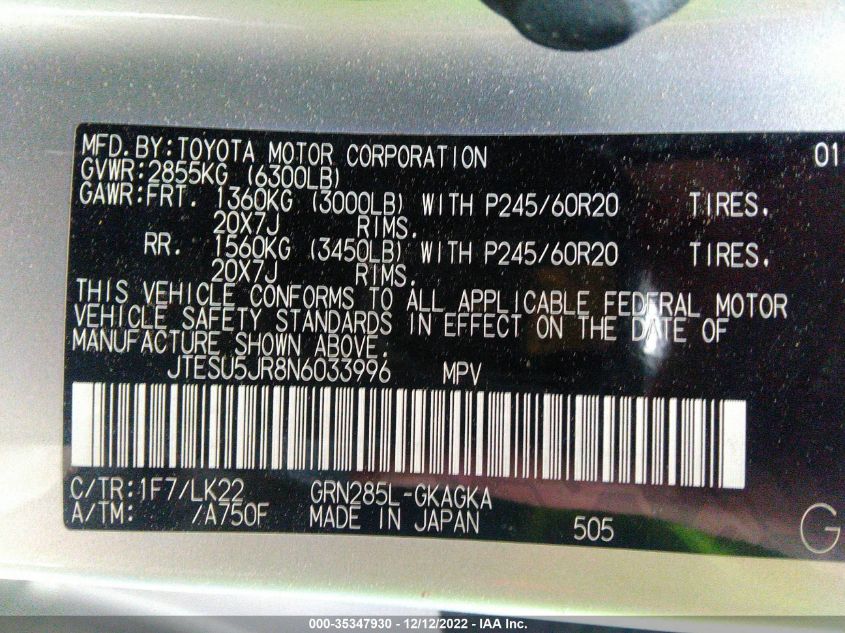 MFD. BY: TOYOTA MOTOR CORPORATION 01
GVWR: 2855KG (6300LB)
GAWR: FRT. 1360KG (3000LB) WITH P245/60R20 TIRES.
20X7J RIMS.
RR. 1560KG (3450LB) WITH P245/60R20 TIRES.
20X7J RIMS.
THIS VEHICLE CONFORMS TO ALL APPLICABLE FEDERAL MOTOR
VEHICLE SAFETY STANDARDS IN EFFECT ON THE DATE OF
MANUFACTURE SHOWN ABOVE.
JTESU5JR8N6033996 MPV
C/TR: 1F7/LK22 GRN285L-GKAGKA
A/TM: /A750F MADE IN JAPAN 505
G
000-35347930 - 12/12/2022 - IAA Inc.